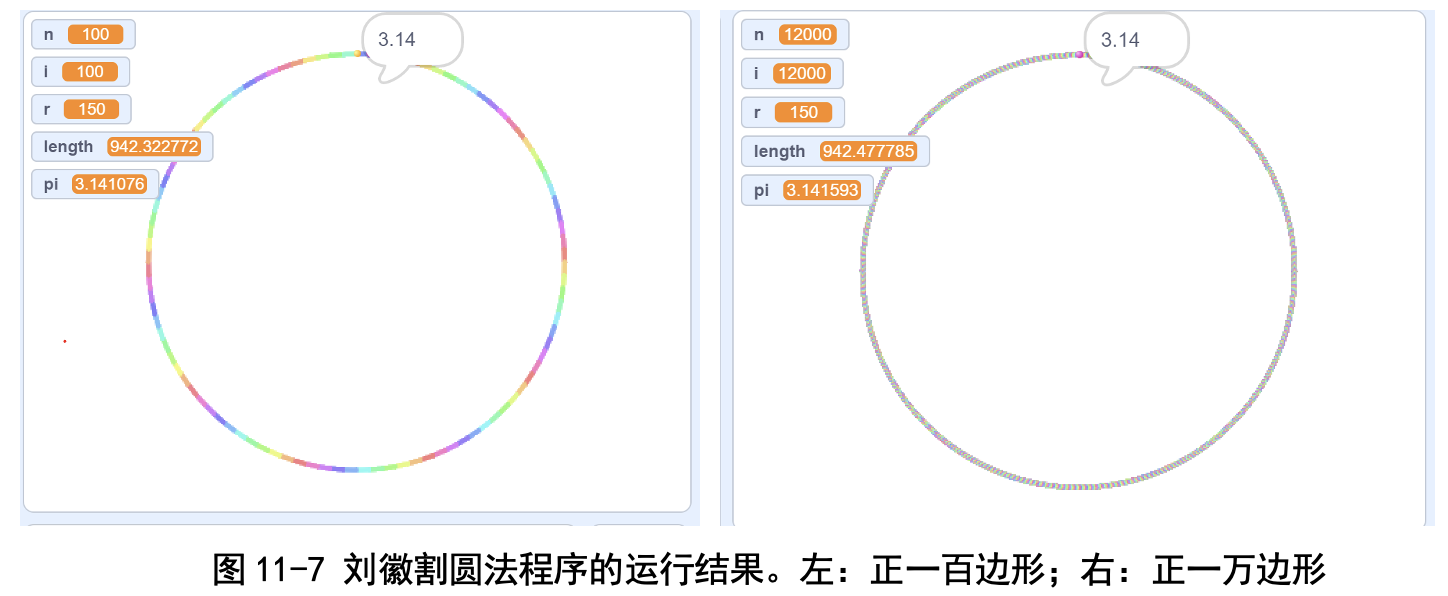 n 100
i 100
r 150
length 942.322772
pi 3.141076
3.14
n 12000
i 12000
r 150
length 942.477785
pi 3.141593
3.14
图 11-7 刘徽割圆法程序的运行结果。左：正一百边形；右：正一万边形